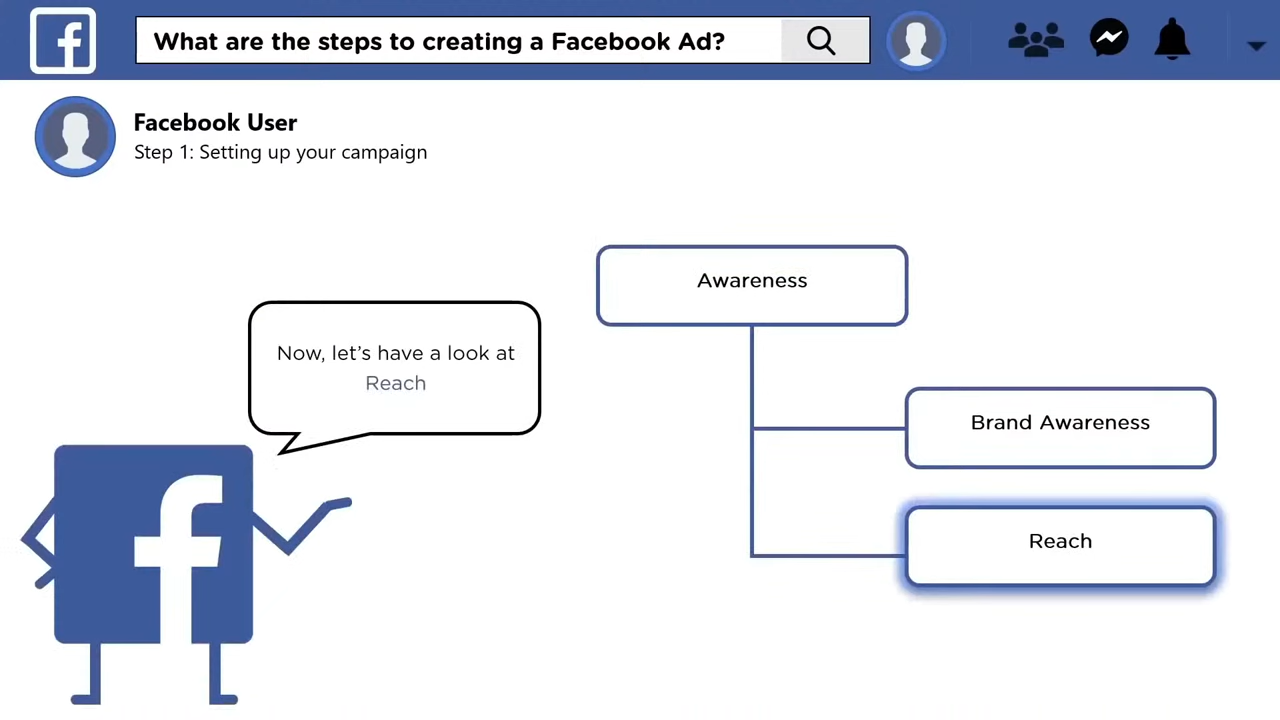 What are the steps to creating a Facebook Ad?
Facebook User
Step 1: Setting up your campaign
Awareness
Now, let's have a look at
Reach
Brand Awareness
Reach